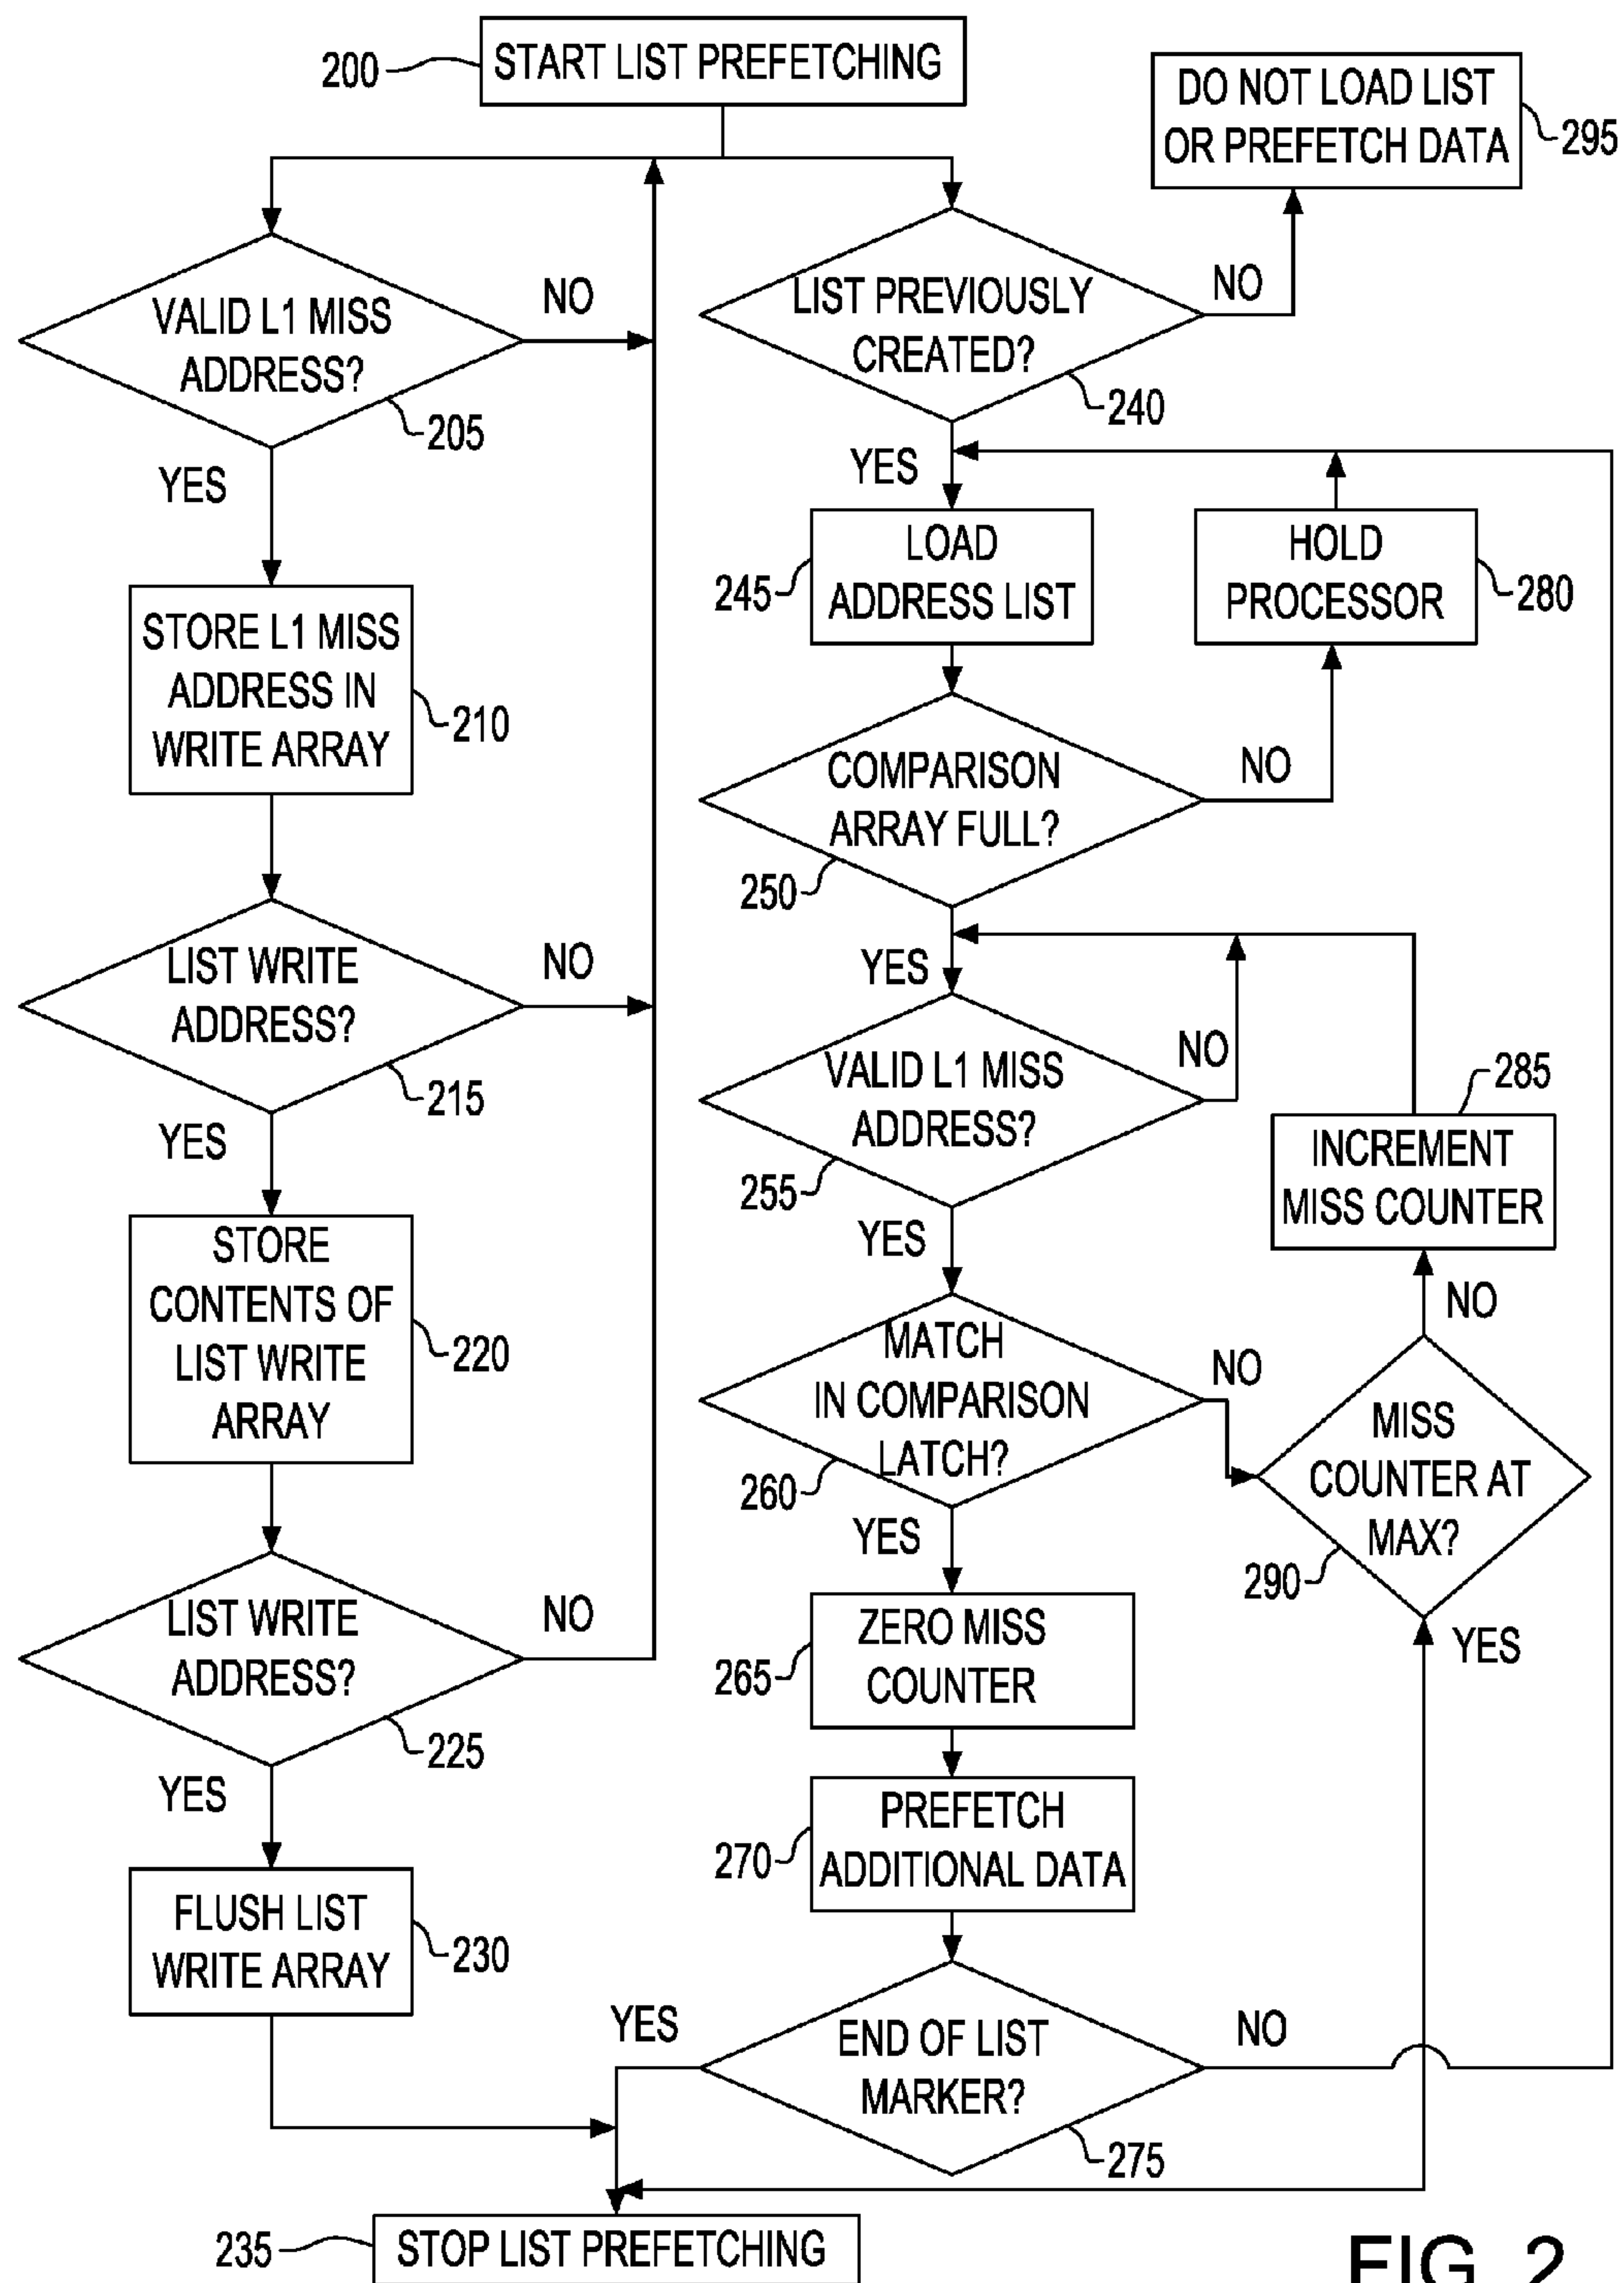 200
START LIST PREFETCHING
DO NOT LOAD LIST
OR PREFETCH DATA
295
VALID L1 MISS
ADDRESS?
NO
205
YES
LIST PREVIOUSLY
CREATED?
NO
240
YES
STORE L1 MISS
ADDRESS IN
WRITE ARRAY
210
LOAD
ADDRESS LIST
245
HOLD
PROCESSOR
280
COMPARISON
ARRAY FULL?
NO
250
YES
LIST WRITE
ADDRESS?
NO
215
YES
VALID L1 MISS
ADDRESS?
NO
255
YES
285
INCREMENT
MISS COUNTER
NO
STORE
CONTENTS OF
LIST WRITE
ARRAY
220
MATCH
IN COMPARISON
LATCH?
NO
260
YES
MISS
COUNTER AT
MAX?
290
YES
LIST WRITE
ADDRESS?
NO
225
YES
ZERO MISS
COUNTER
265
PREFETCH
ADDITIONAL DATA
270
FLUSH LIST
WRITE ARRAY
230
YES
END OF LIST
MARKER?
NO
275
235
STOP LIST PREFETCHING
FIG. 2